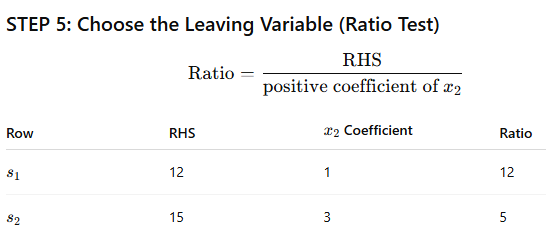 STEP 5: Choose the Leaving Variable (Ratio Test)
Ratio = RHS / positive coefficient of x₂
Row RHS x₂ Coefficient Ratio
s₁ 12 1 12
s₂ 15 3 5